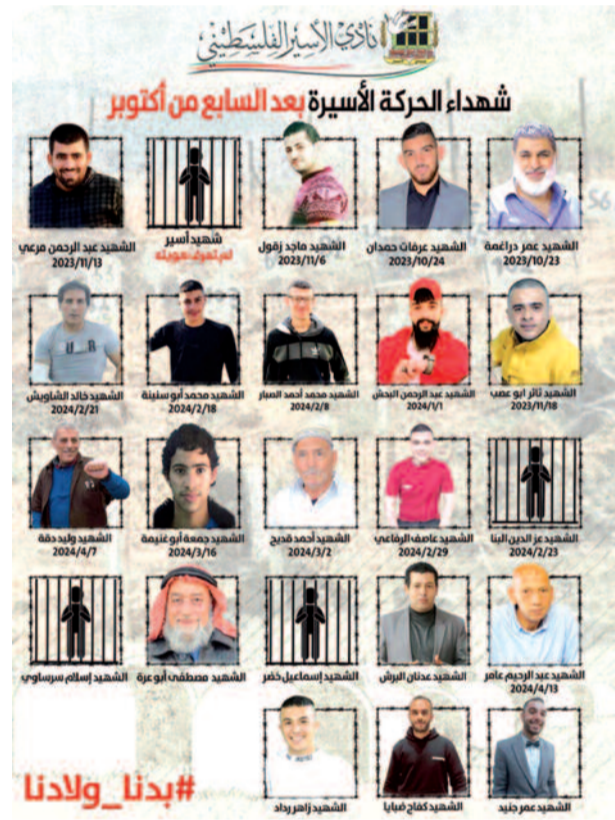 نادي الأسير الفلسطيني
شهداء الحركة الأسيرة بعد السابع من أكتوبر
الشهيد عمر دراغمة
2023/10/23
الشهيد عرفات حمدان
2023/10/24
الشهيد ماجد زقول
2023/11/6
شهيد أسير
لم تعرف هويته
الشهيد عبد الرحمن مرعي
2023/11/13
الشهيد ثائر ابو عصب
2023/11/18
الشهيد عبد الرحمن البحش
2024/1/1
الشهيد محمد أحمد الصبار
2024/2/8
الشهيد محمد أبو سنينة
2024/2/18
الشهيد خالد الشاويش
2024/2/21
الشهيد عز الدين البنا
2024/2/23
الشهيد عاصف الرفاعي
2024/2/29
الشهيد أحمد قديح
2024/3/2
الشهيد جمعة أبو غنيمة
2024/3/16
الشهيد وليد دقة
2024/4/7
الشهيد عبد الرحيم عامر
2024/4/13
الشهيد عدنان البرش
الشهيد إسماعيل خضر
الشهيد مصطفى أبو عرة
الشهيد إسلام سرساوي
الشهيد عمر جنيد
الشهيد كفاح ضبايا
الشهيد زاهر رداد
#بدنا_ولادنا